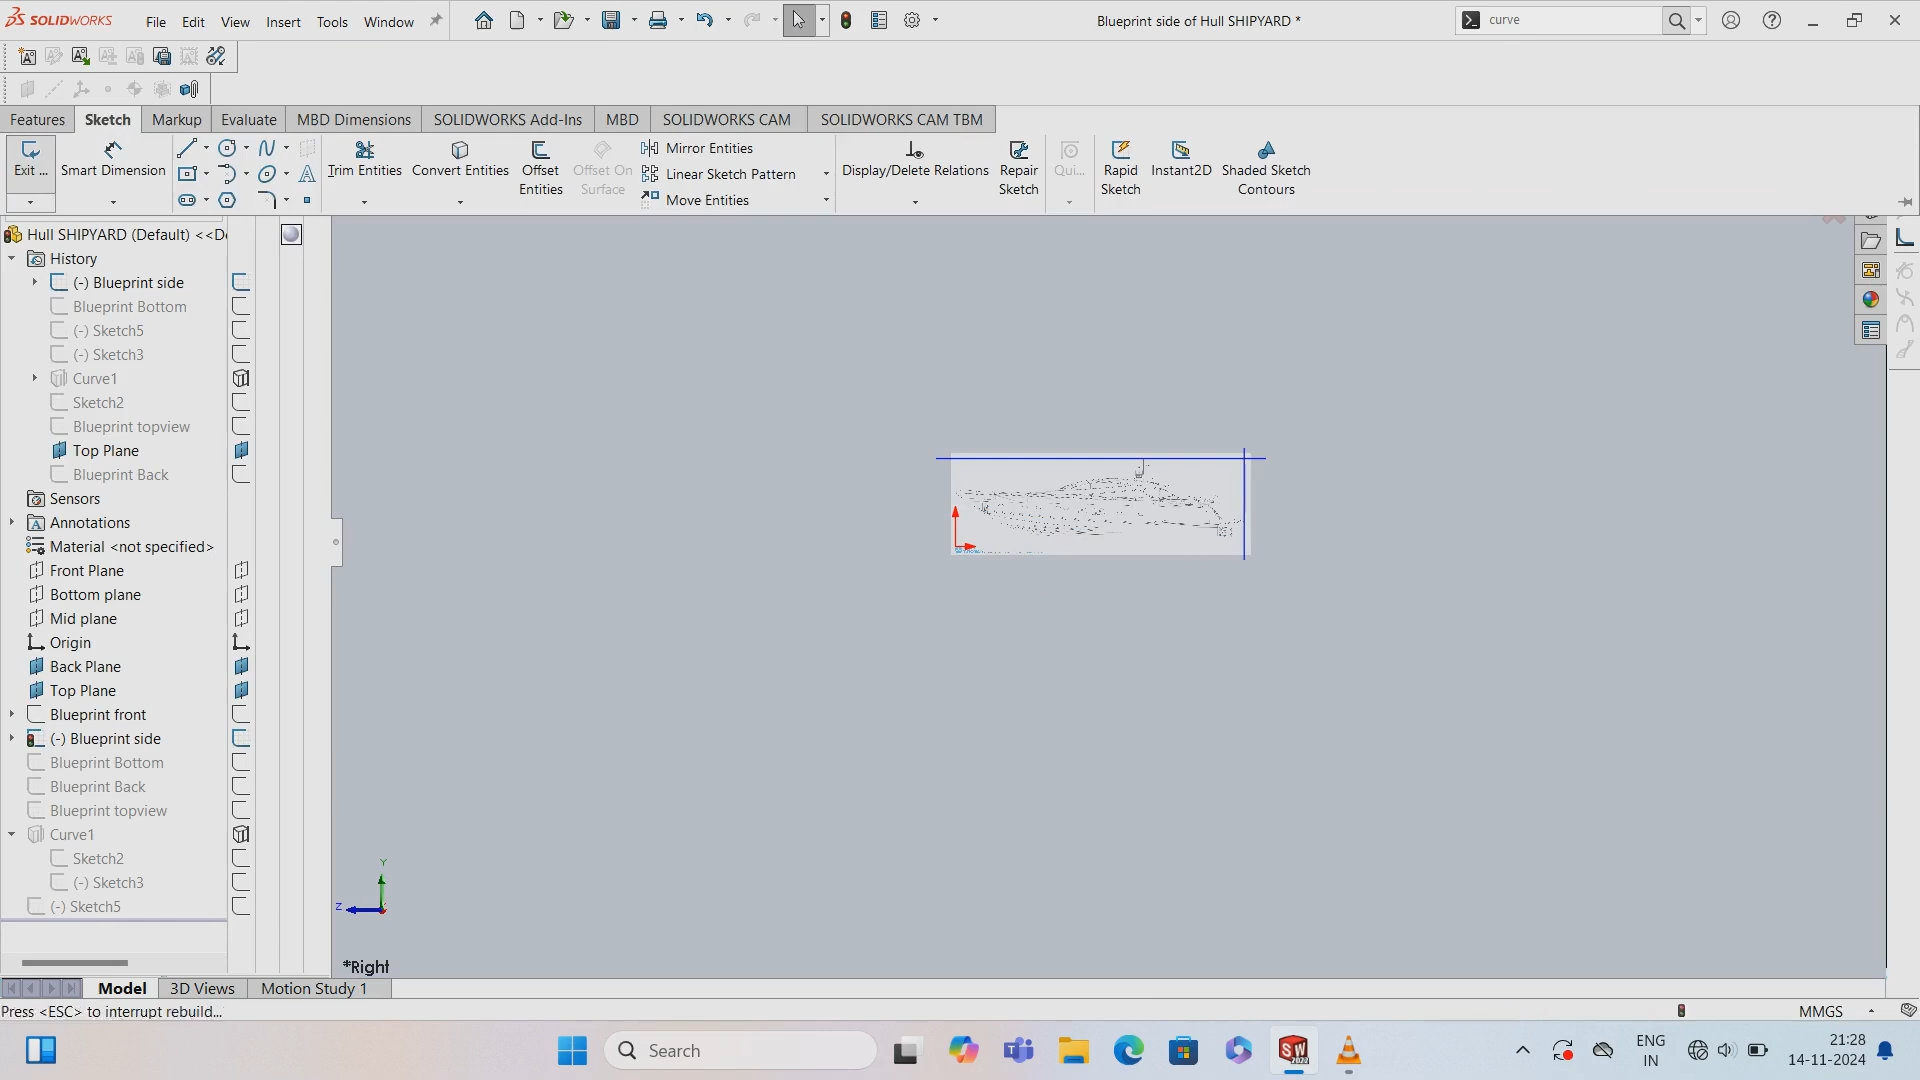 SOLIDWORKS File Edit View Insert Tools Window
Blueprint side of Hull SHIPYARD *
curve
Features Sketch Markup Evaluate MBD Dimensions SOLIDWORKS Add-Ins MBD SOLIDWORKS CAM SOLIDWORKS CAM TBM
Exit ...
Smart Dimension
Trim Entities
Convert Entities
Offset
Entities
Offset On
Surface
Mirror Entities
Linear Sketch Pattern
Move Entities
Display/Delete Relations
Repair
Sketch
Qui...
Rapid
Sketch
Instant2D
Shaded Sketch
Contours
Hull SHIPYARD (Default) <<De
History
(-) Blueprint side
Blueprint Bottom
(-) Sketch5
(-) Sketch3
Curve1
Sketch2
Blueprint topview
Top Plane
Blueprint Back
Sensors
Annotations
Material <not specified>
Front Plane
Bottom plane
Mid plane
Origin
Back Plane
Top Plane
Blueprint front
(-) Blueprint side
Blueprint Bottom
Blueprint Back
Blueprint topview
Curve1
Sketch2
(-) Sketch3
(-) Sketch5
Y
Z
*Right
Model 3D Views Motion Study 1
Press <ESC> to interrupt rebuild...
MMGS
Search
ENG
IN
21:28
14-11-2024